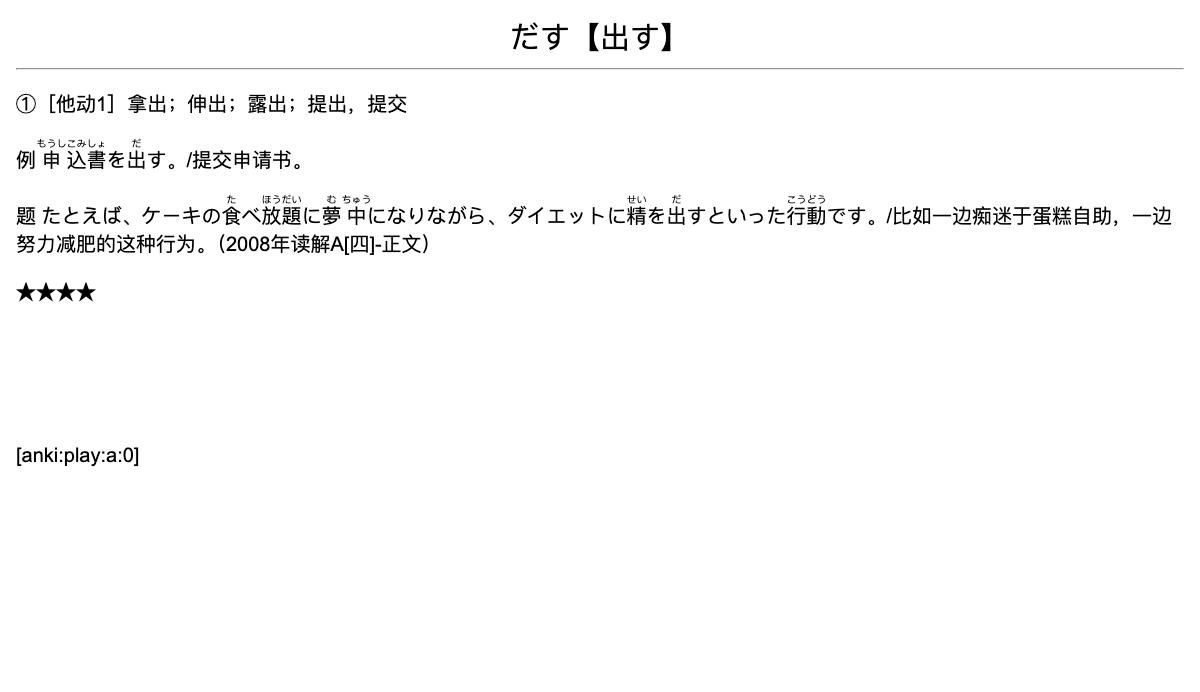 だす【出す】
①［他动1］拿出；伸出；露出；提出，提交
もうしこみしょ だ
例 申込書を出す。/提交申请书。
た ほうだい む ちゅう せい だ こうどう
题 たとえば、ケーキの食べ放題に夢中になりながら、ダイエットに精を出すといった行動です。/比如一边痴迷于蛋糕自助，一边
努力减肥的这种行为。（2008年读解A[四]-正文）
★★★★
[anki:play:a:0]